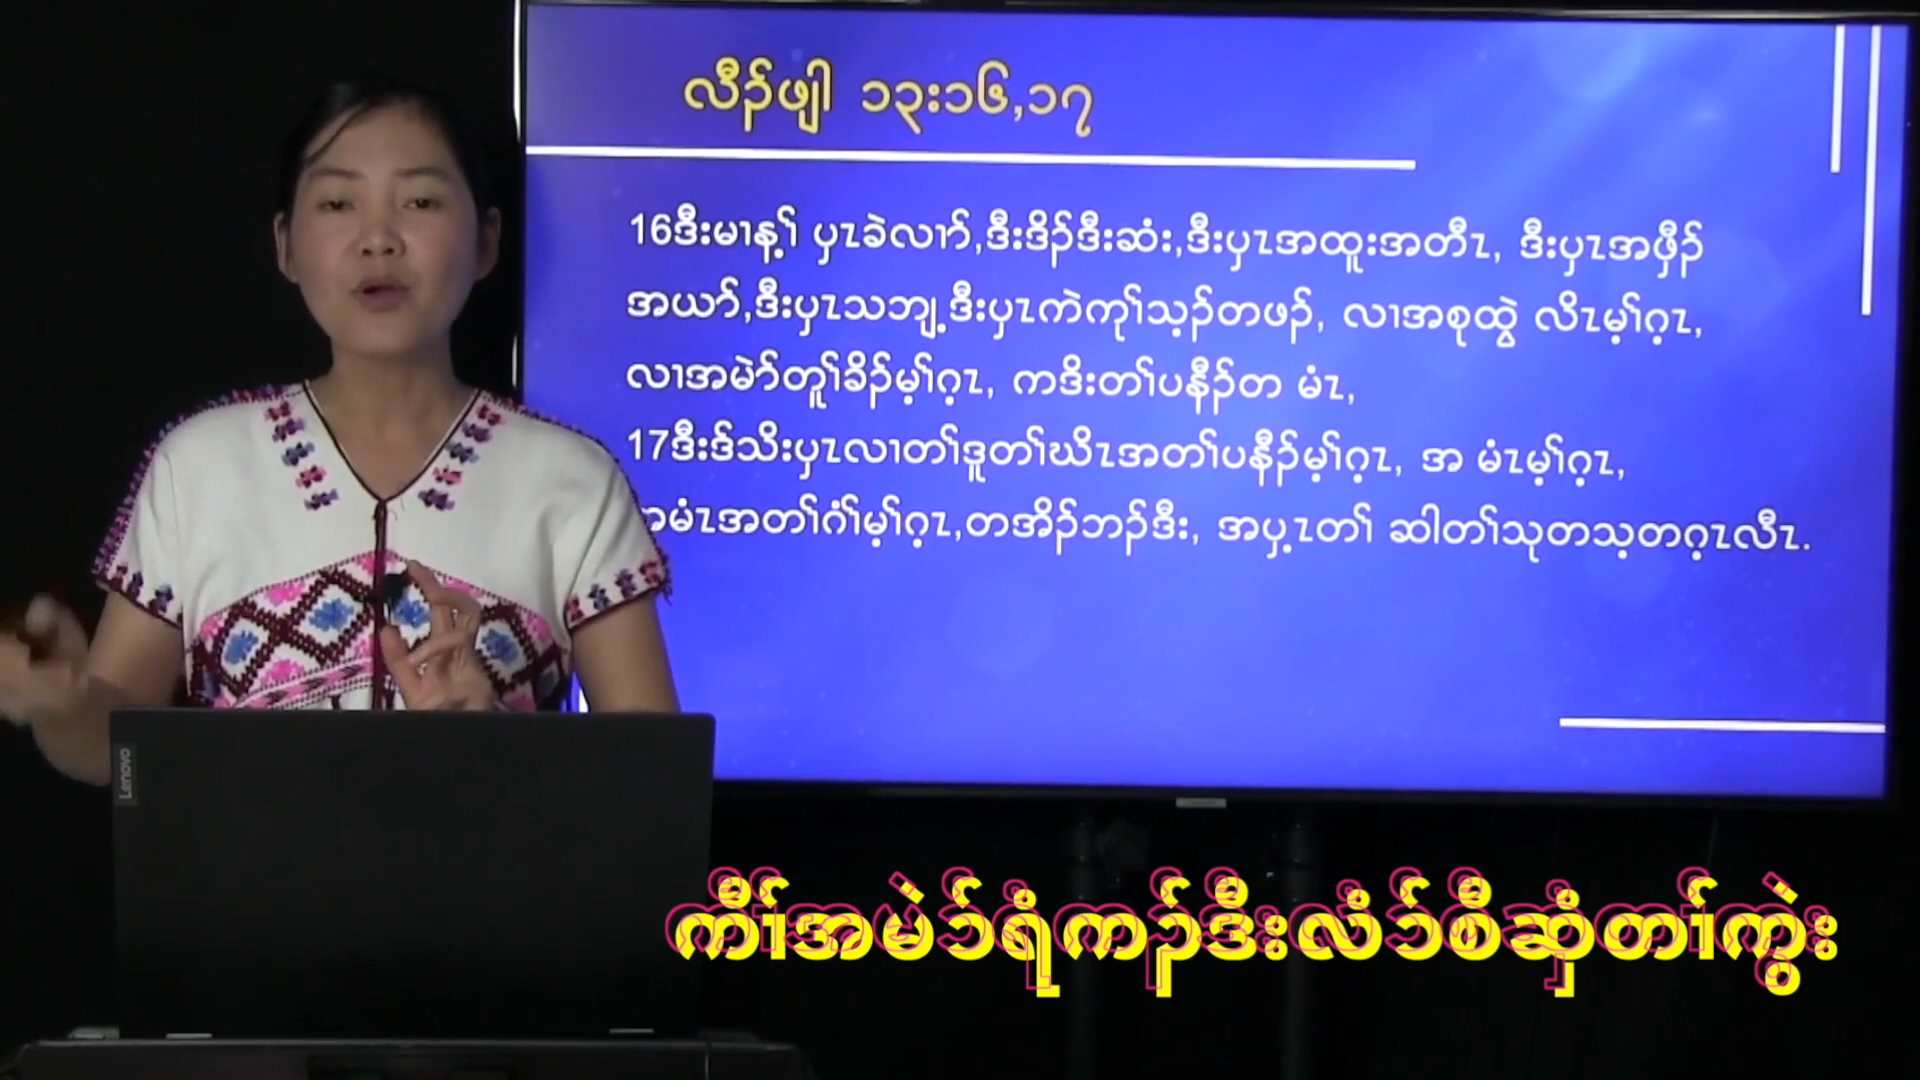 လီၣ်ဖျါ ၁၃း၁၆,၁၇
16ဒီးမၢန့ၢ် ပှၤခဲလၢာ်,ဒီးဒိၣ်ဒီးဆံး,ဒီးပှၤအထူးအတီၤ, ဒီးပှၤအဖှီၣ်
အယာ်,ဒီးပှၤသဘျ့ဒီးပှၤကဲကုၢ်သ့ၣ်တဖၣ်, လၢအစုထွဲ လိၤမ့ၢ်ဂ့ၤ,
လၢအမဲာ်တူၢ်ခိၣ်မ့ၢ်ဂ့ၤ, ကဒိးတၢ်ပနီၣ်တ မံၤ,
17ဒီးဒ်သိးပှၤလၢတၢ်ဒူတၢ်ဃိၤအတၢ်ပနီၣ်မ့ၢ်ဂ့ၤ, အ မံၤမ့ၢ်ဂ့ၤ,
အမံၤအတၢ်ဂံၢ်မ့ၢ်ဂ့ၤ,တအိၣ်ဘၣ်ဒီး, အပှ့ၤတၢ် ဆါတၢ်သုတသ့တဂ့ၤလီၤ.
Lenovo
ကီၢ်အမဲာ်ရံကၣ်ဒီးလံာ်စီဆှံတၢ်ကွဲး